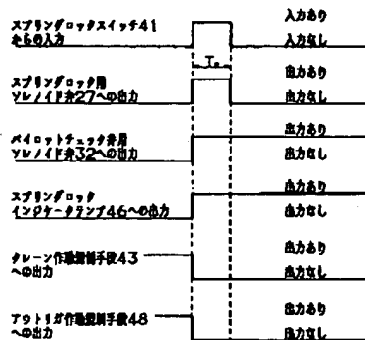 スプリングロックスイッチ41
からの入力
入力あり
入力なし
T₀
スプリングロック用
ソレノイド弁27への出力
出力あり
出力なし
パイロットチェック弁用
ソレノイド弁32への出力
出力あり
出力なし
スプリングロック
インジケータランプ46への出力
出力あり
出力なし
クレーン作動規制手段43
への出力
出力あり
出力なし
アウトリガ作動規制手段48
への出力
出力あり
出力なし